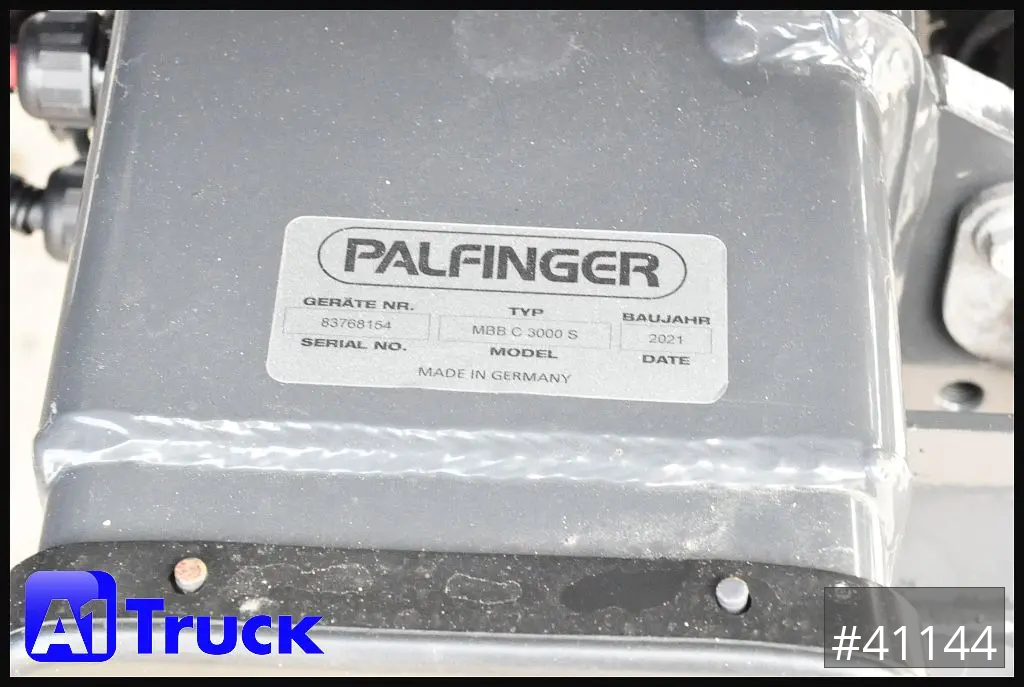 PALFINGER
GERÄTE NR. TYP BAUJAHR
83768154 MBB C 3000 S 2021
SERIAL NO. MODEL DATE
MADE IN GERMANY
A1 Truck
#41144